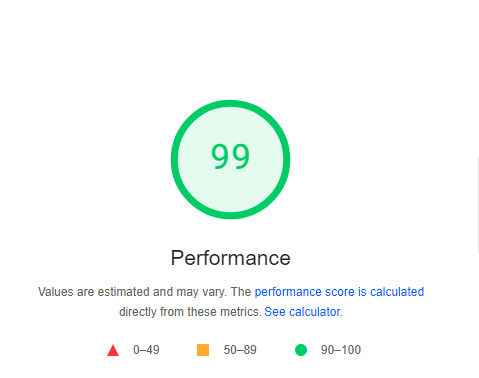 99
Performance
Values are estimated and may vary. The performance score is calculated
directly from these metrics. See calculator.
0–49 50–89 90–100